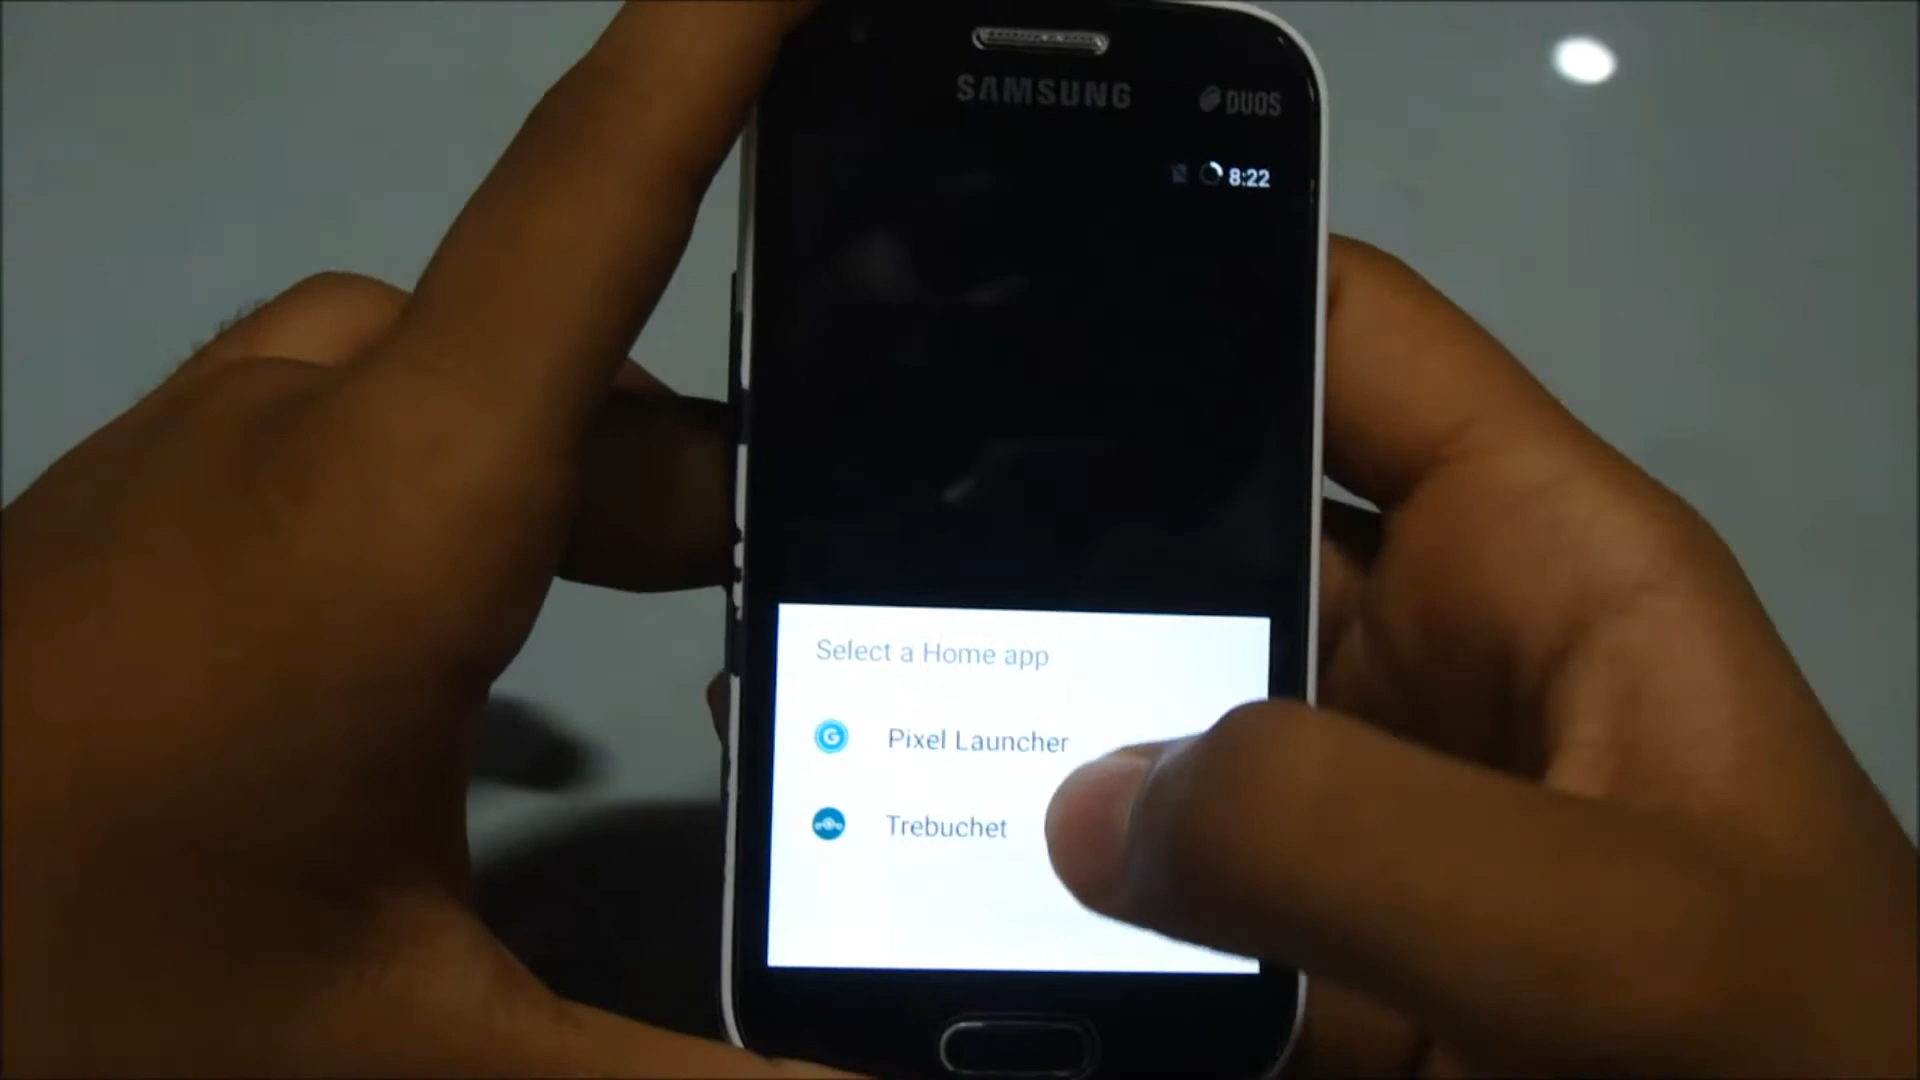 SAMSUNG
DUOS
8:22
Select a Home app
G
Pixel Launcher
Trebuchet